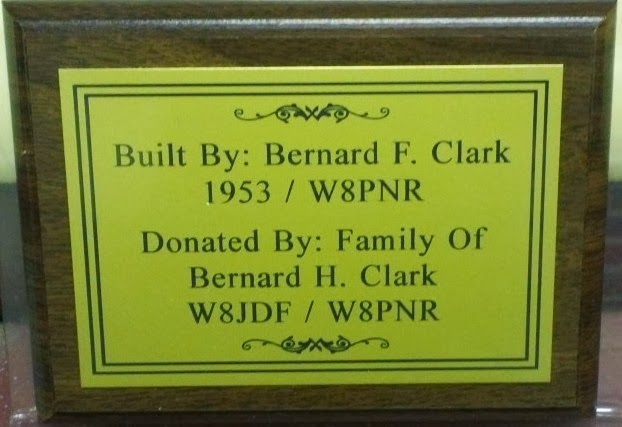 Built By: Bernard F. Clark
1953 / W8PNR
Donated By: Family Of
Bernard H. Clark
W8JDF / W8PNR